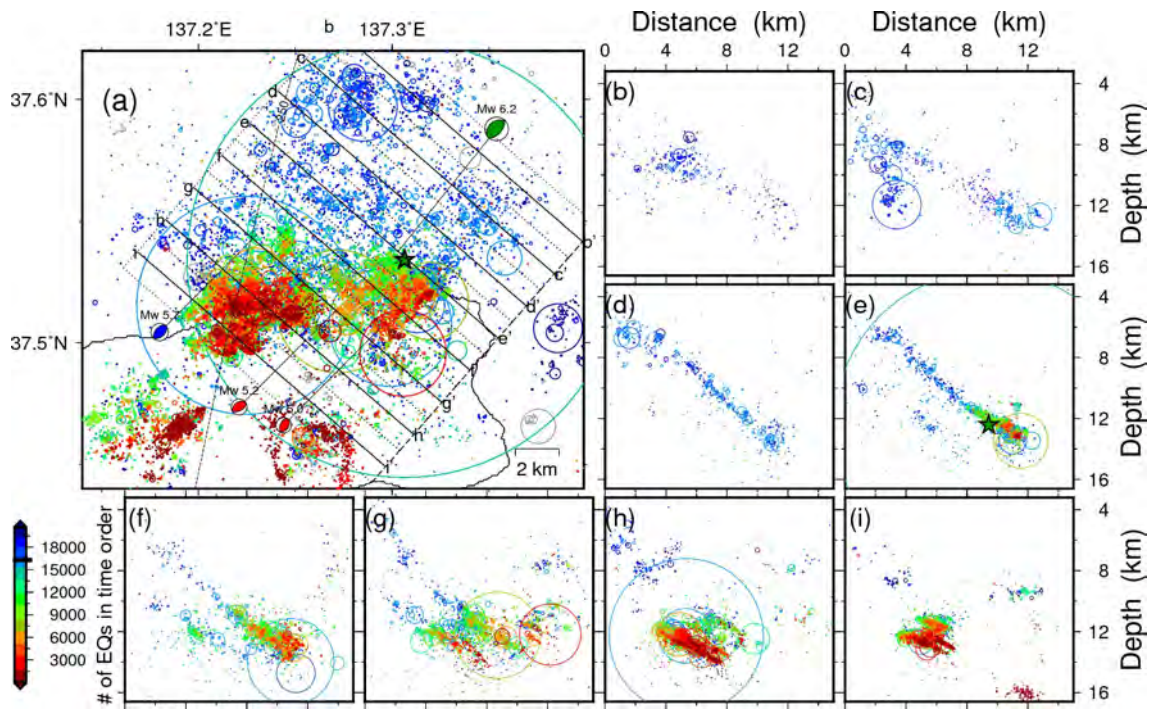 137.2°E b 137.3°E
Distance (km) Distance (km)
0 4 8 12 0 4 8 12
37.6°N
37.5°N
(a)
c
d
e
f
g
h
i
Mw 6.2
Mw 5.2
Mw 5.0
c'
d'
e'
g'
h'
i'
2 km
(b)
(c)
4
8
12
16
Depth (km)
(d)
(e)
4
8
12
16
Depth (km)
18000
15000
12000
9000
6000
3000
# of EQs in time order
(f)
(g)
(h)
(i)
4
8
12
16
Depth (km)